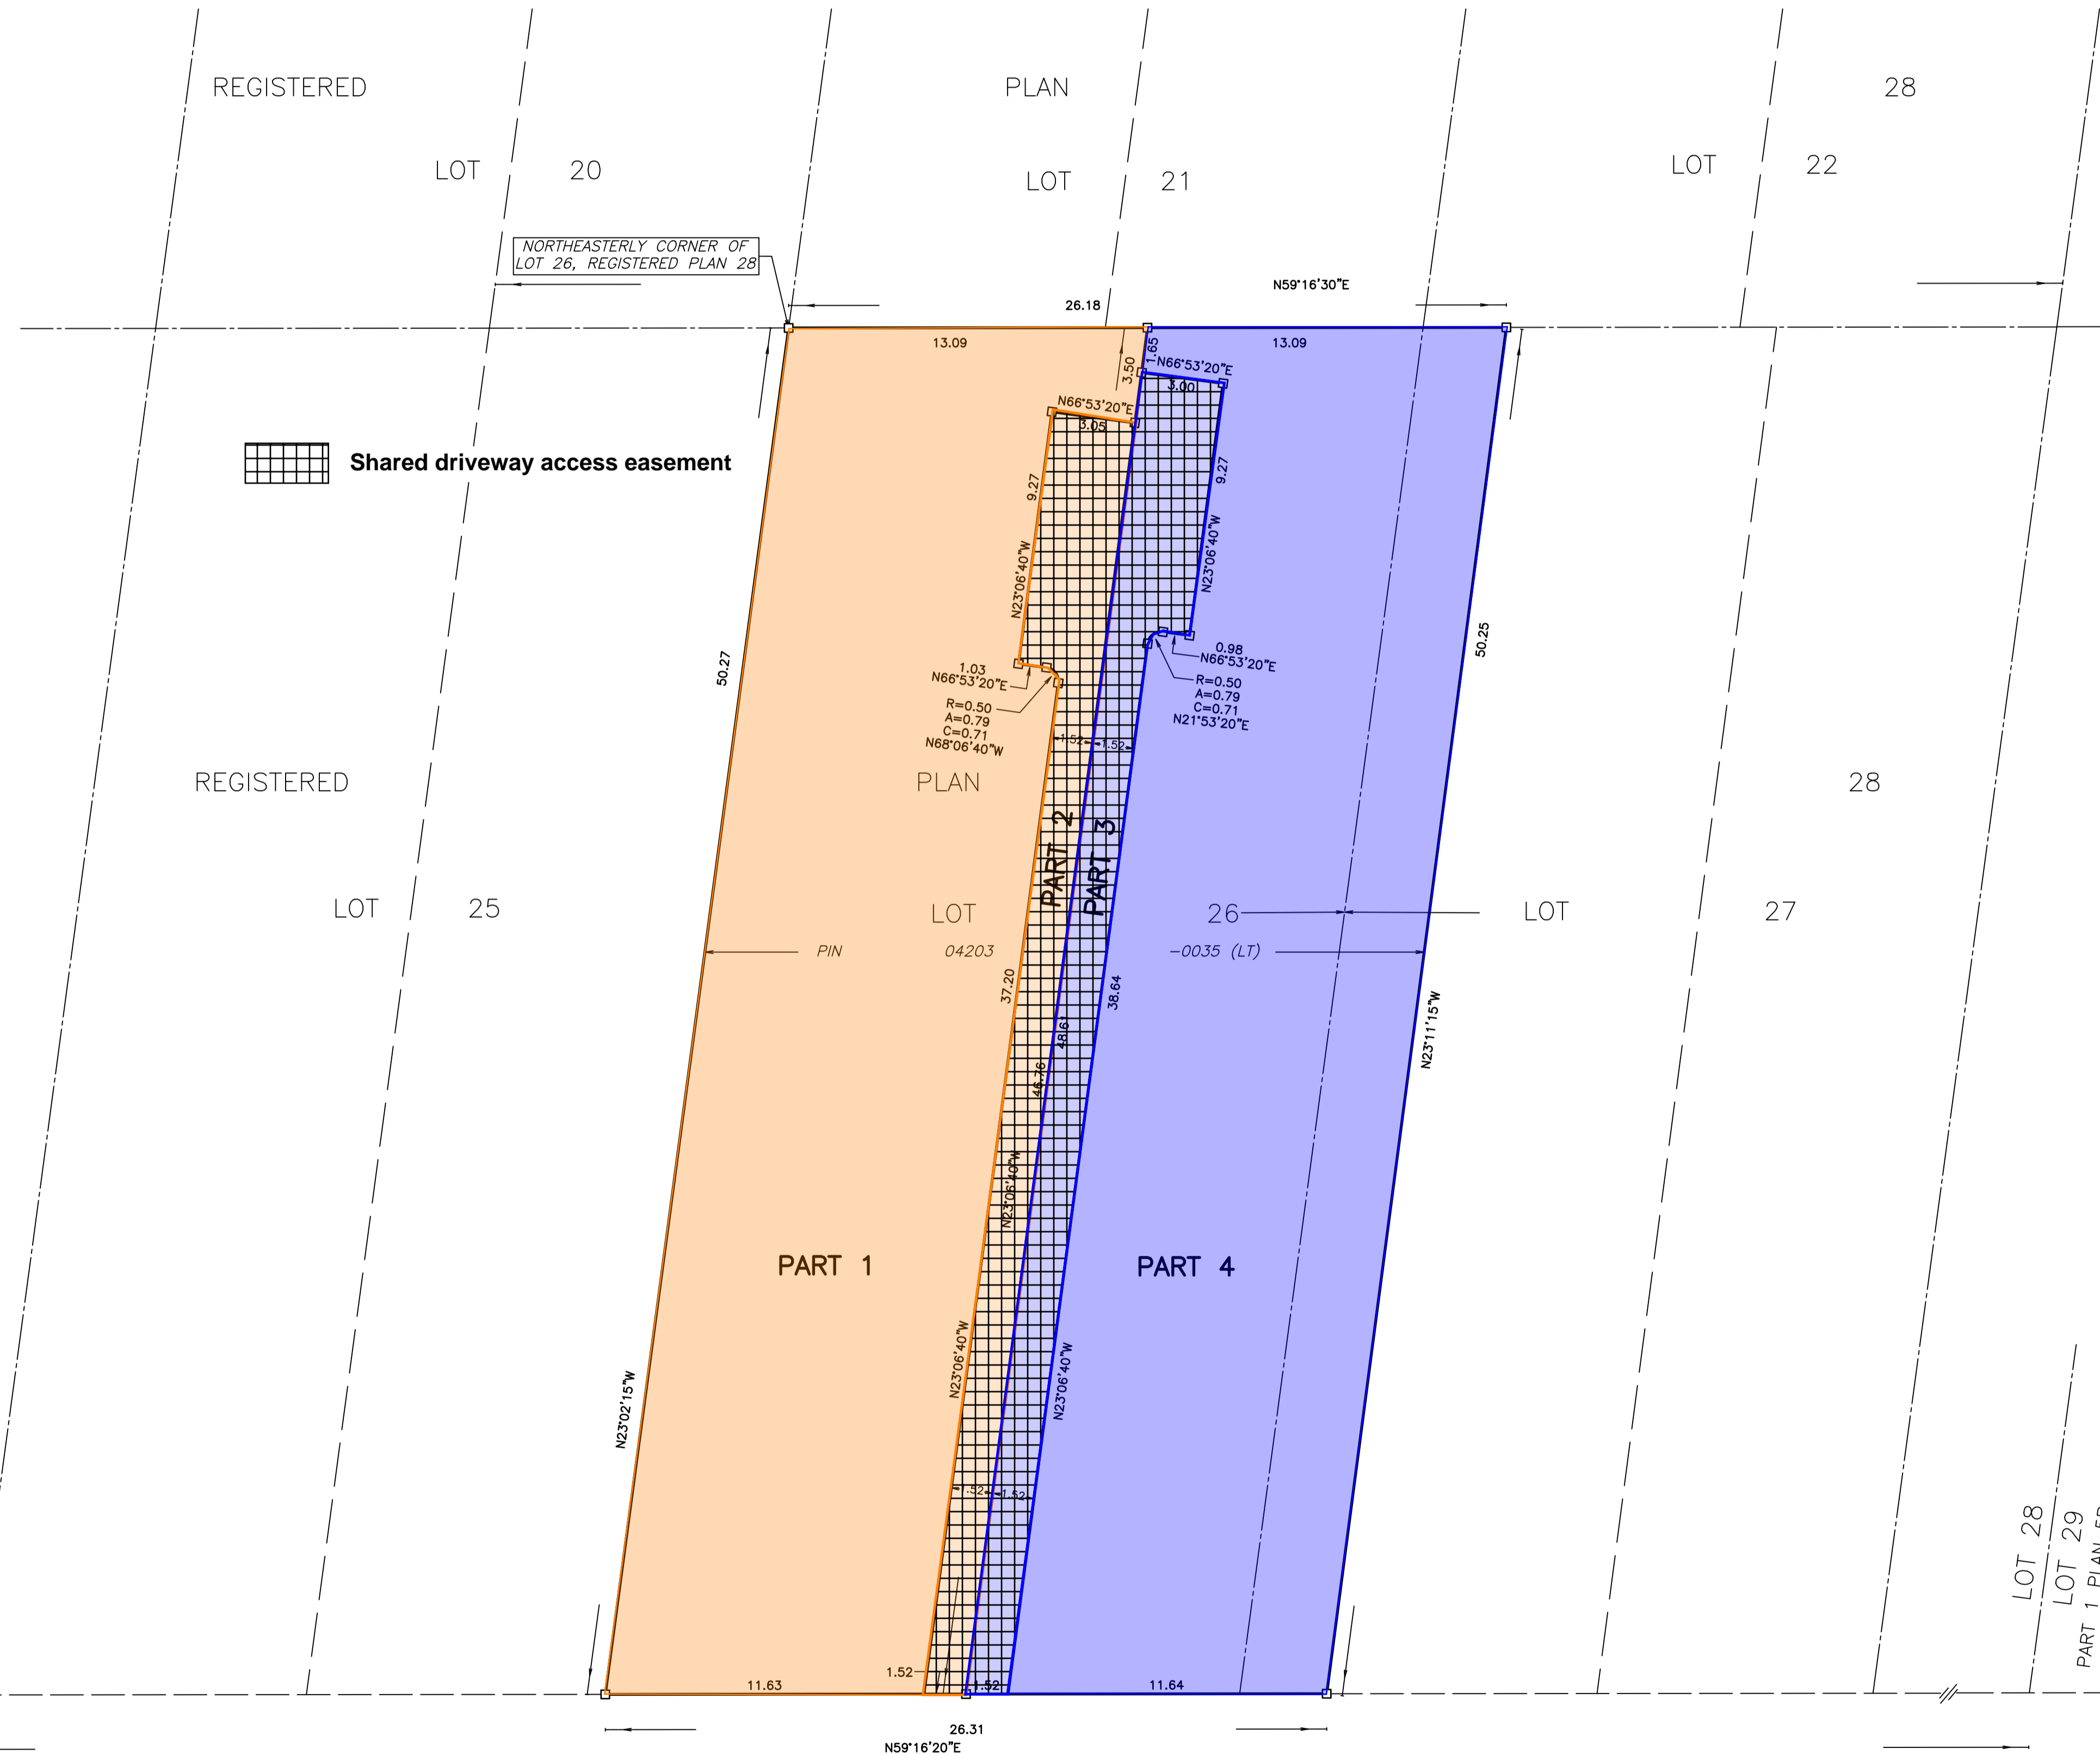 REGISTERED PLAN 28
LOT 20
LOT 21
LOT 22
NORTHEASTERLY CORNER OF
LOT 26, REGISTERED PLAN 28
N59°16'30"E
26.18
13.09
13.09
3.50
1.65
N66°53'20"E
3.00
N66°53'20"E
3.05
Shared driveway access easement
9.27
9.27
N23°06'40"W
N23°06'40"W
50.27
50.25
1.03
N66°53'20"E
R=0.50
A=0.79
C=0.71
N68°06'40"W
0.98
N66°53'20"E
R=0.50
A=0.79
C=0.71
N21°53'20"E
1.52
1.52
REGISTERED PLAN 28
PART 2
PART 3
LOT 25
LOT 26
LOT 27
PIN 04203 -0035 (LT)
37.20
38.64
48.61
46.76
N23°11'15"W
N23°06'40"W
PART 1
PART 4
N23°02'15"W
N23°06'40"W
N23°06'40"W
1.52
1.52
LOT 28
LOT 29
PART 1 PLAN
1.52
11.63
1.52
11.64
26.31
N59°16'20"E